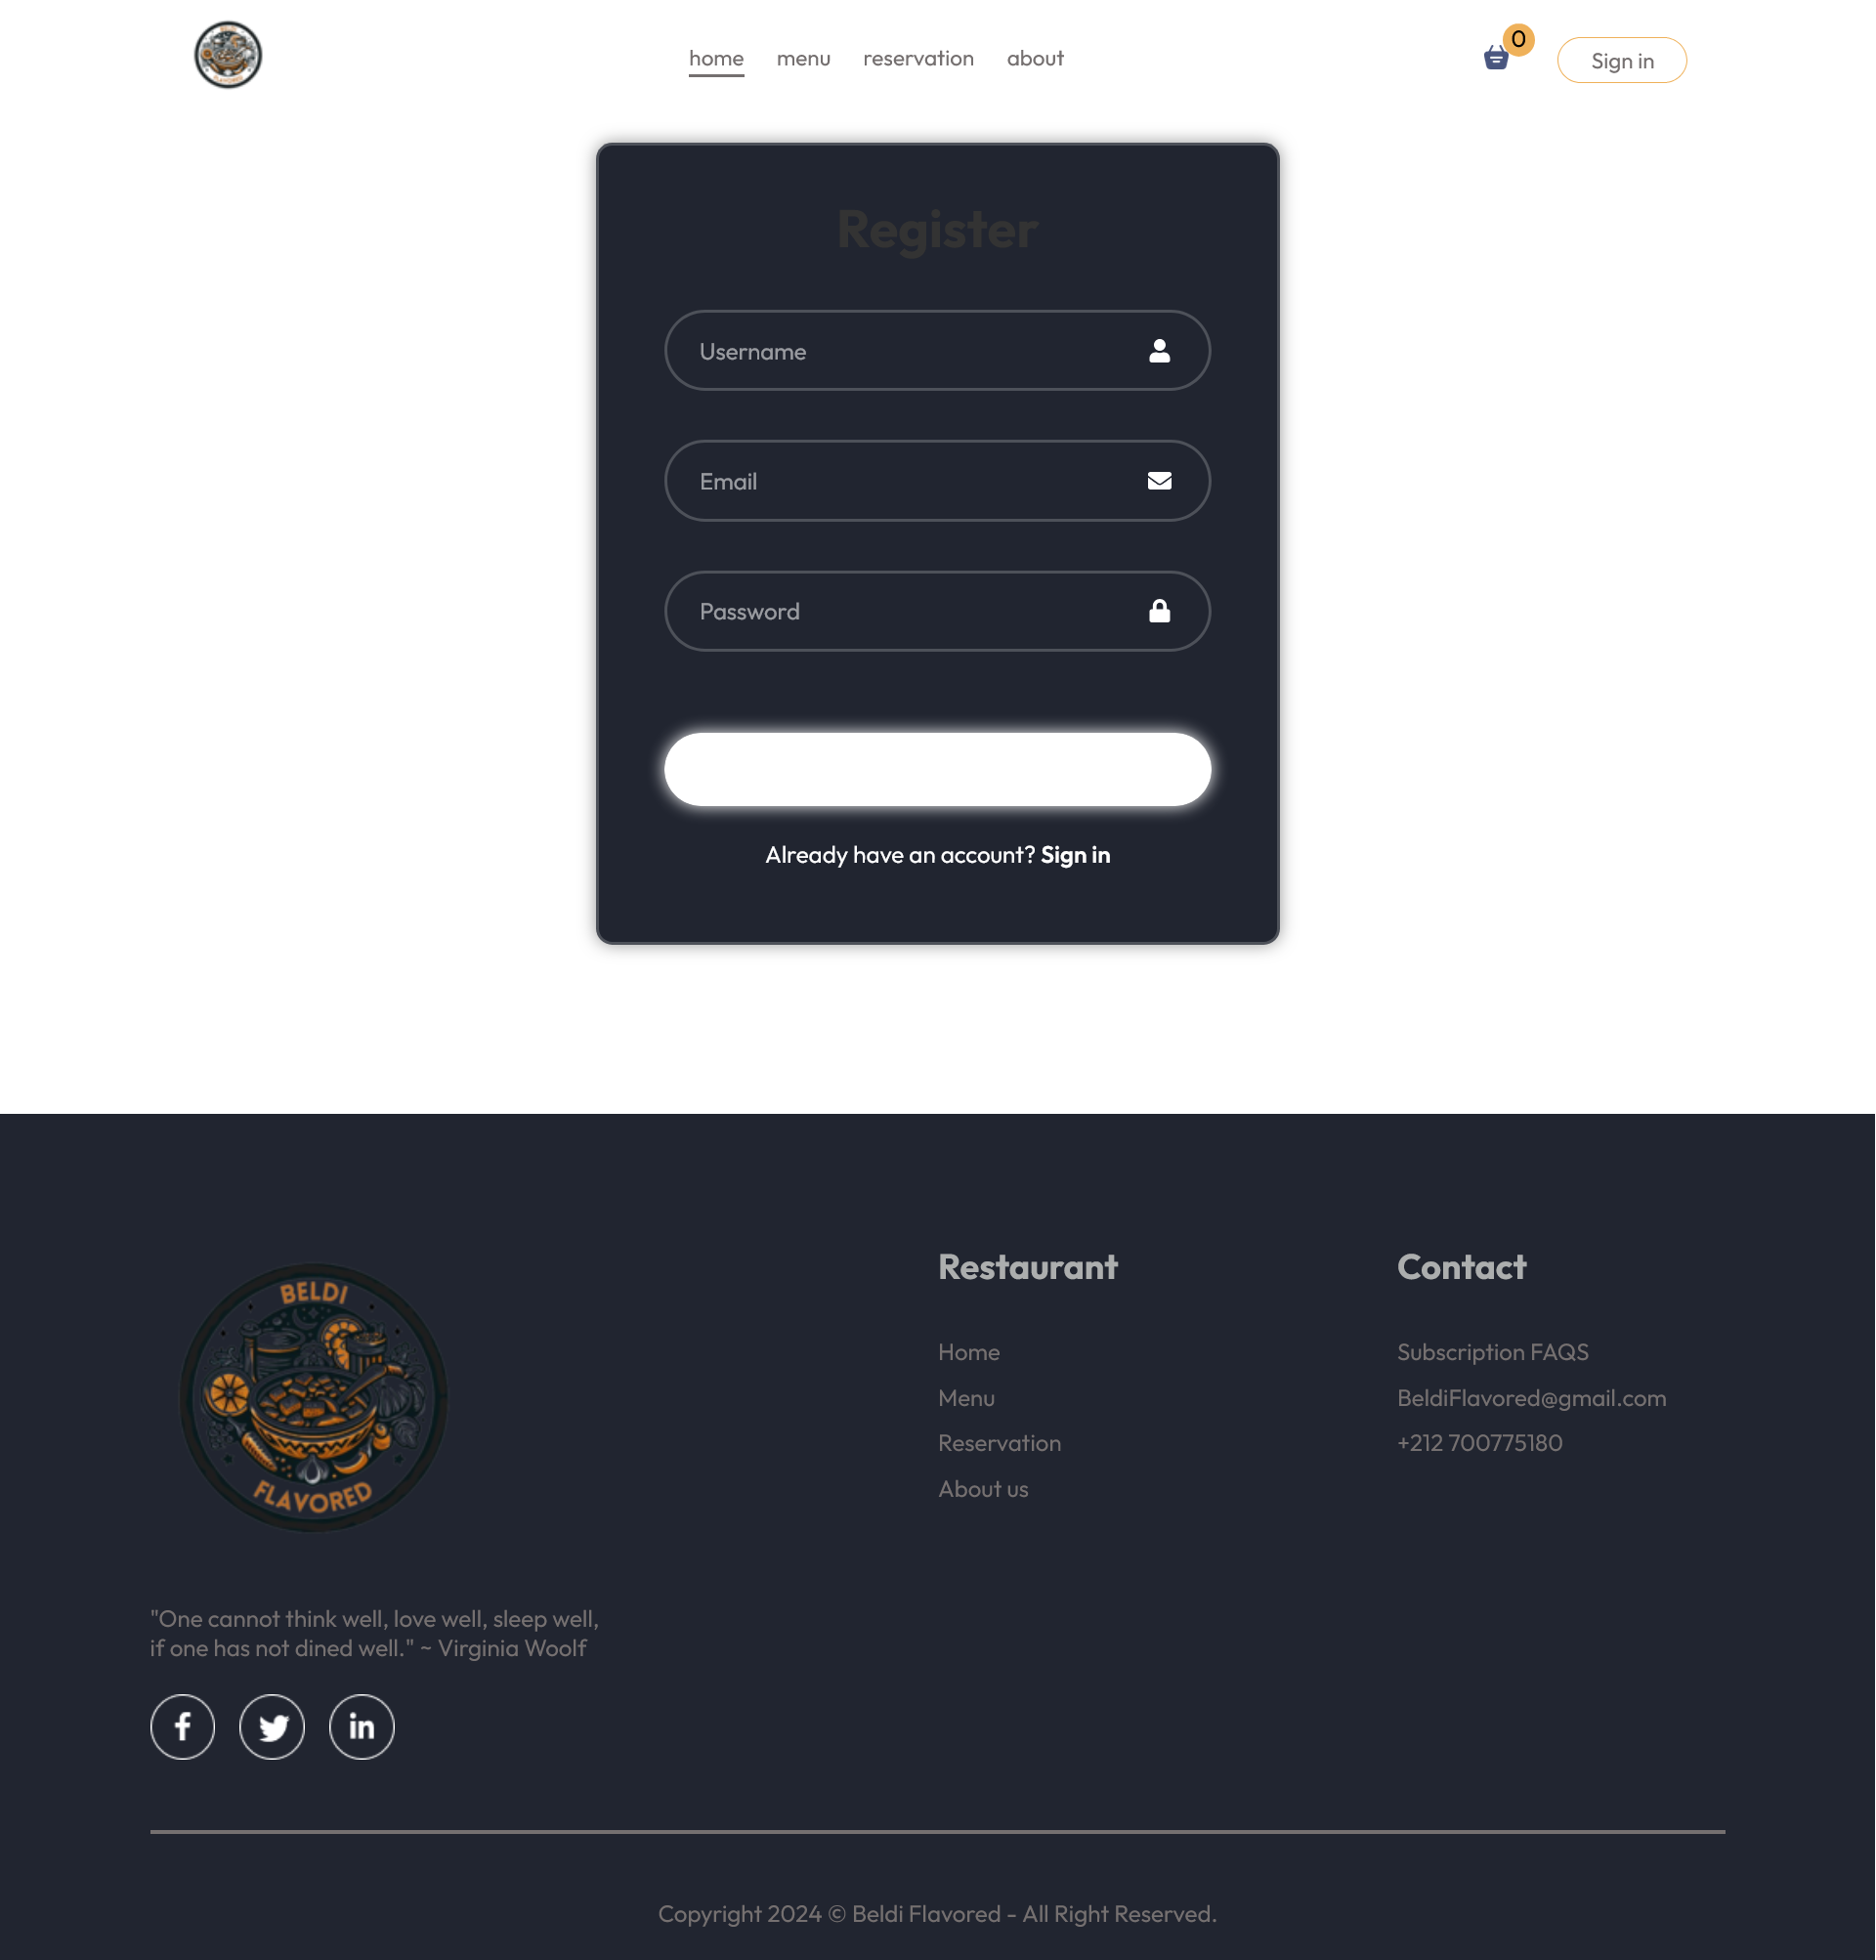 home menu reservation about 0 Sign in
Register
Username
Email
Password
Already have an account? Sign in
BELDI
FLAVORED
Restaurant
Home
Menu
Reservation
About us
Contact
Subscription FAQS
BeldiFlavored@gmail.com
+212 700775180
"One cannot think well, love well, sleep well,
if one has not dined well." ~ Virginia Woolf
Copyright 2024 © Beldi Flavored - All Right Reserved.